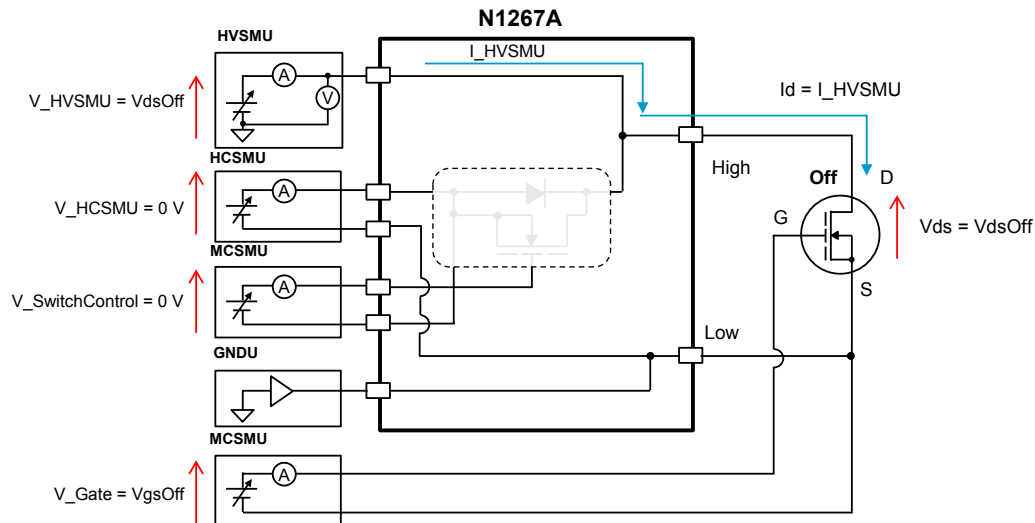 N1267A
HVSMU
I_HVSMU
A
V
V_HVSMU = VdsOff
Id = I_HVSMU
HCSMU
High
Off
D
A
V_HCSMU = 0 V
G
Vds = VdsOff
MCSMU
S
A
V_SwitchControl = 0 V
Low
GNDU
MCSMU
A
V_Gate = VgsOff